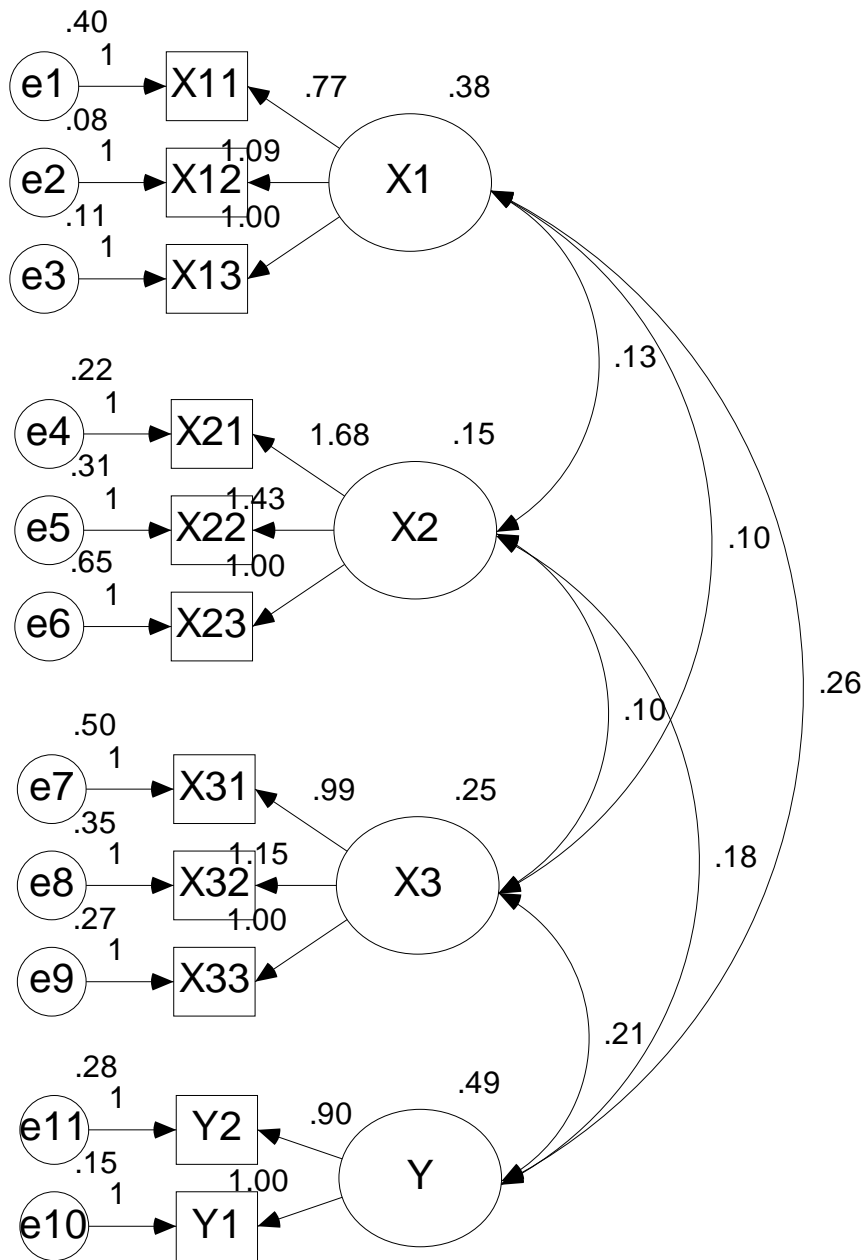 .40
1
e1
X11
.77
.38
.08
1
e2
X12
1.09
X1
.11
1
e3
X13
1.00
.13
.22
1
e4
X21
1.68
.15
.31
1
e5
X22
1.43
X2
.10
.65
1
e6
X23
1.00
.26
.10
.50
1
e7
X31
.99
.25
.35
1
e8
X32
1.15
X3
.18
.27
1
e9
X33
1.00
.21
.28
1
e11
Y2
.90
.49
.15
1
e10
Y1
1.00
Y